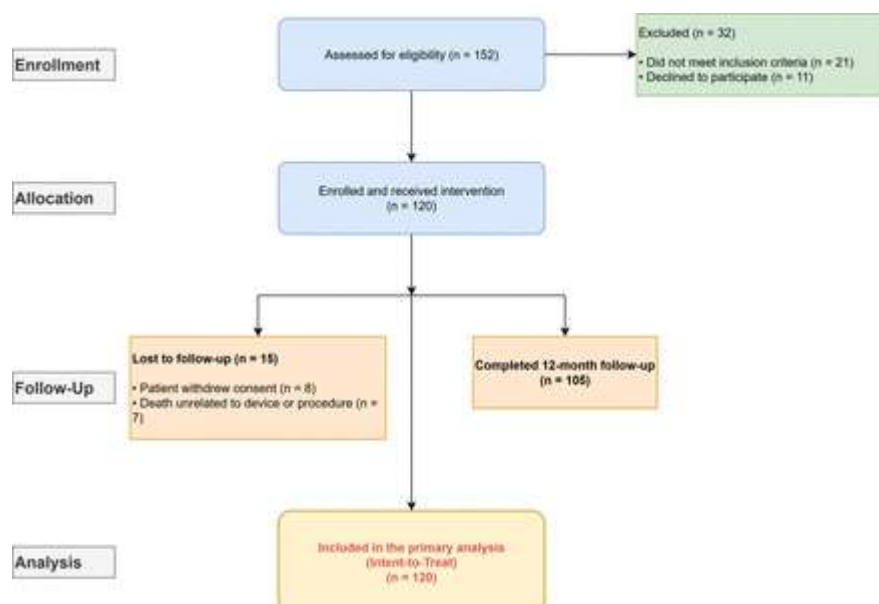 Enrollment
Assessed for eligibility (n = 152)
Excluded (n = 32)
• Did not meet inclusion criteria (n = 21)
• Declined to participate (n = 11)
Allocation
Enrolled and received intervention
(n = 120)
Follow-Up
Lost to follow-up (n = 15)
• Patient withdrew consent (n = 8)
• Death unrelated to device or procedure (n =
7)
Completed 12-month follow-up
(n = 105)
Analysis
Included in the primary analysis
(Intent-to-Treat)
(n = 120)